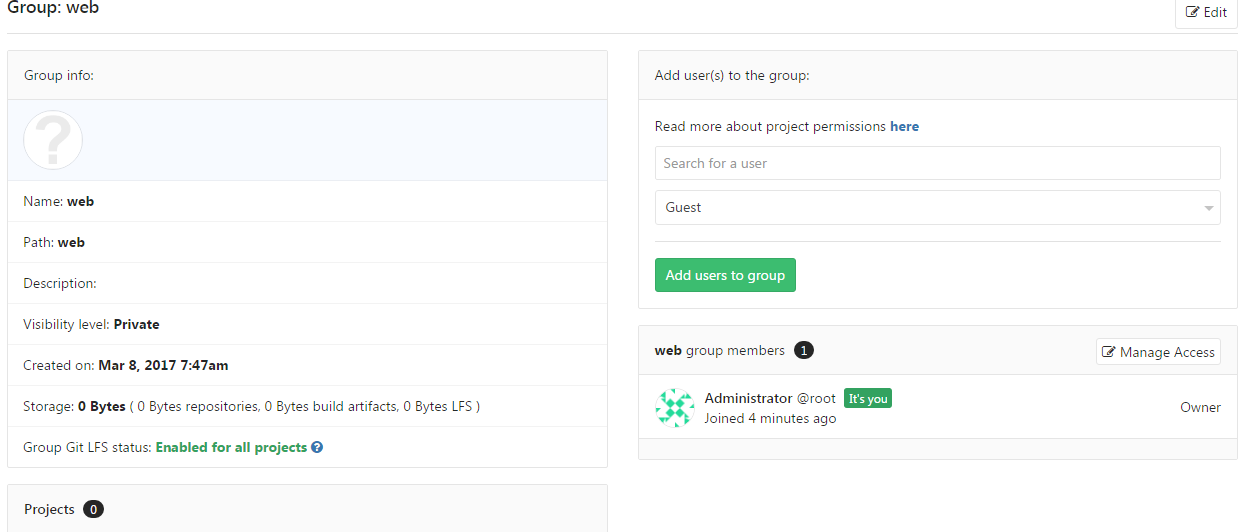 Group: web
Edit
Group info:
?
Name: web
Path: web
Description:
Visibility level: Private
Created on: Mar 8, 2017 7:47am
Storage: 0 Bytes ( 0 Bytes repositories, 0 Bytes build artifacts, 0 Bytes LFS )
Group Git LFS status: Enabled for all projects ?
Projects 0
Add user(s) to the group:
Read more about project permissions here
Search for a user
Guest
Add users to group
web group members 1
Manage Access
Administrator @root It's you
Joined 4 minutes ago
Owner